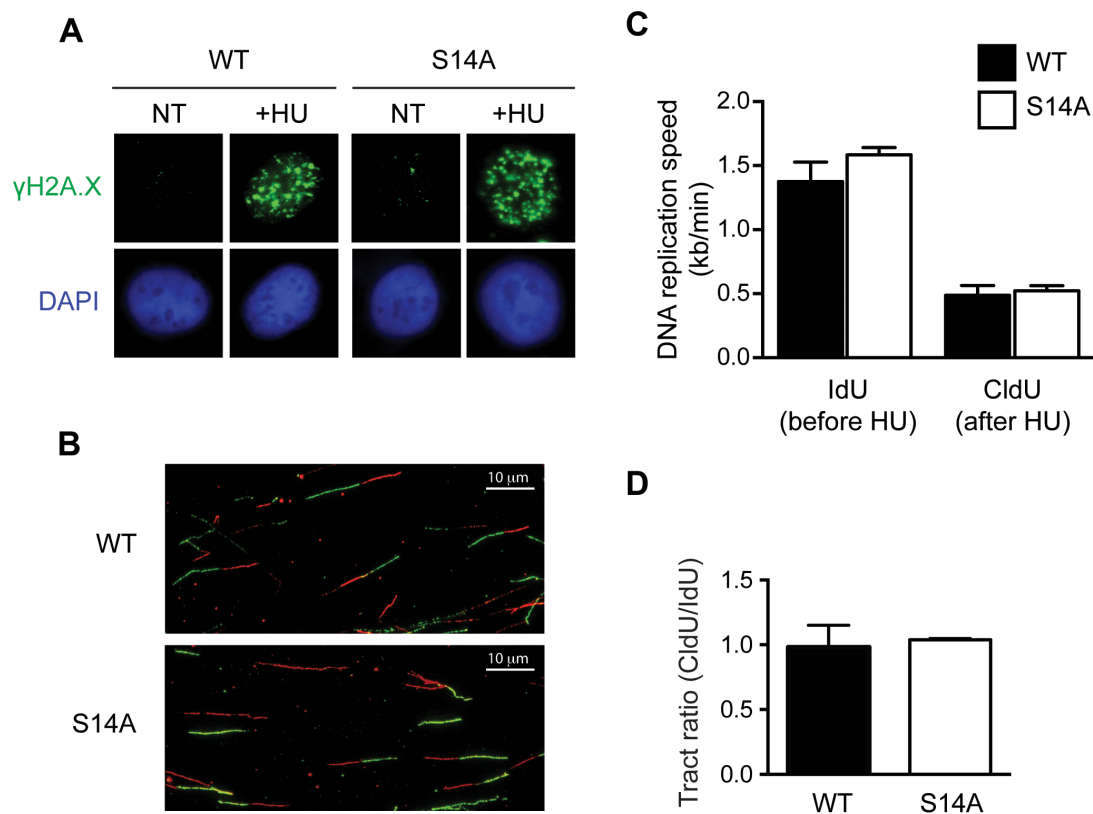 A
WT S14A
NT +HU NT +HU
γH2A.X
DAPI
B
WT
10 μm
S14A
10 μm
C
WT
S14A
DNA replication speed
(kb/min)
2.0
1.5
1.0
0.5
0.0
IdU CldU
(before HU) (after HU)
D
Tract ratio (CldU/IdU)
1.5
1.0
0.5
0.0
WT S14A